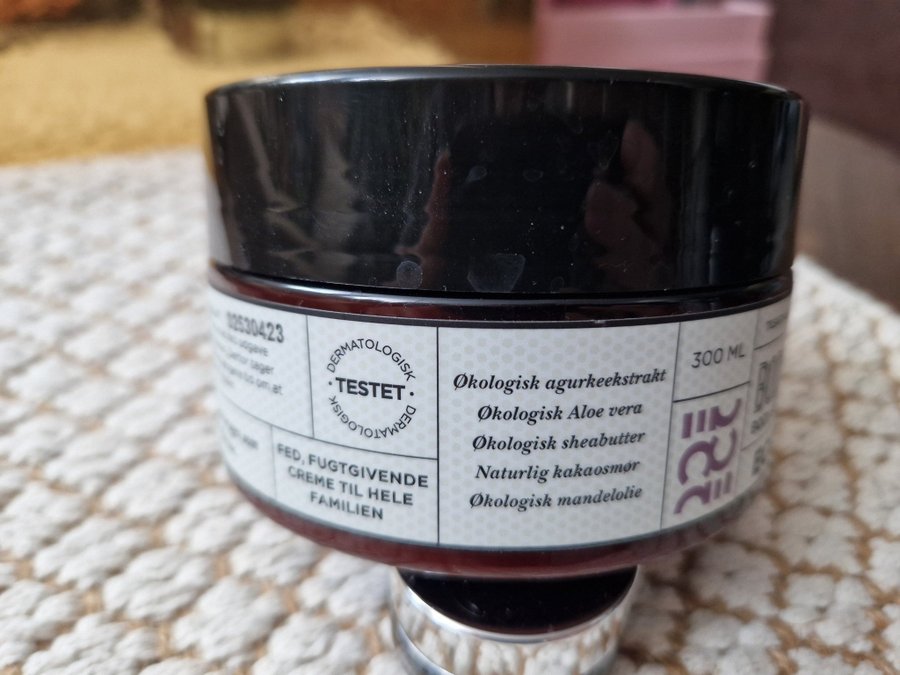 02530423
udgave
DERMATOLOGISK
· TESTET ·
DERMATOLOGISK
FED, FUGTGIVENDE
CREME TIL HELE
FAMILIEN
Økologisk agurkeekstrakt
Økologisk Aloe vera
Økologisk sheabutter
Naturlig kakaosmør
Økologisk mandelolie
300 ML